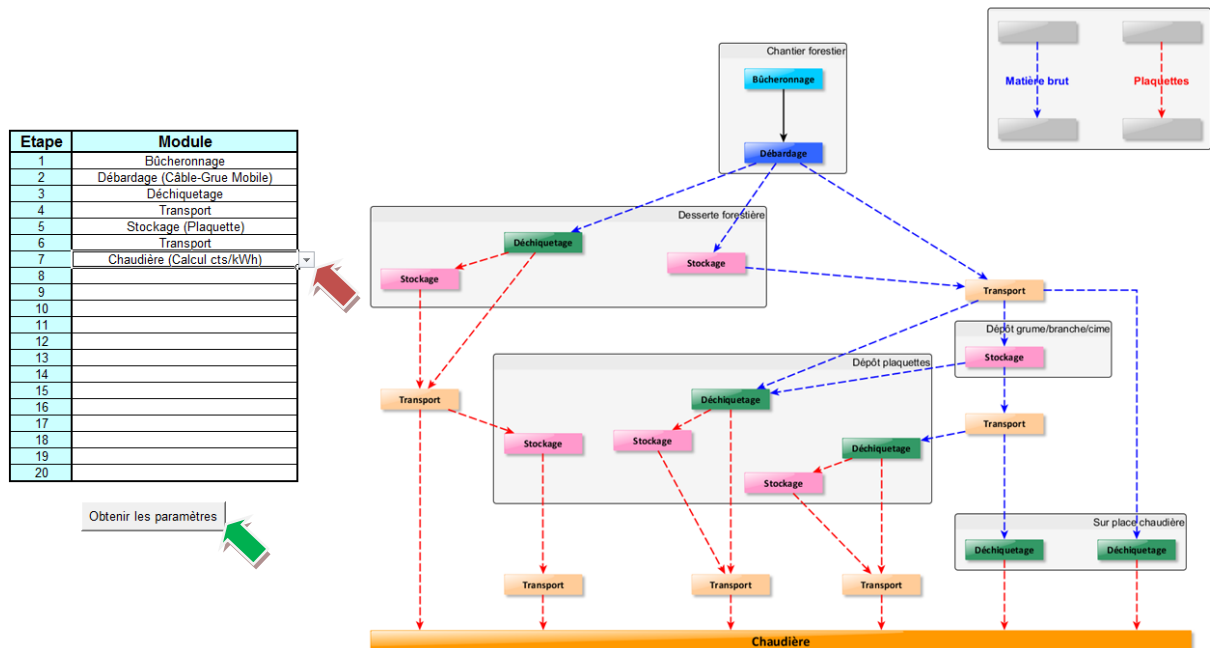 Etape Module
1 Bûcheronnage
2 Débardage (Câble-Grue Mobile)
3 Déchiquetage
4 Transport
5 Stockage (Plaquette)
6 Transport
7 Chaudière (Calcul cts/kWh)
8
9
10
11
12
13
14
15
16
17
18
19
20
Obtenir les paramètres
Chantier forestier
Bûcheronnage
Débardage
Matière brut
Plaquettes
Desserte forestière
Déchiquetage
Stockage
Stockage
Transport
Dépôt grume/branche/cime
Stockage
Dépôt plaquettes
Transport
Déchiquetage
Transport
Stockage
Stockage
Déchiquetage
Stockage
Sur place chaudière
Déchiquetage
Déchiquetage
Transport
Transport
Transport
Chaudière